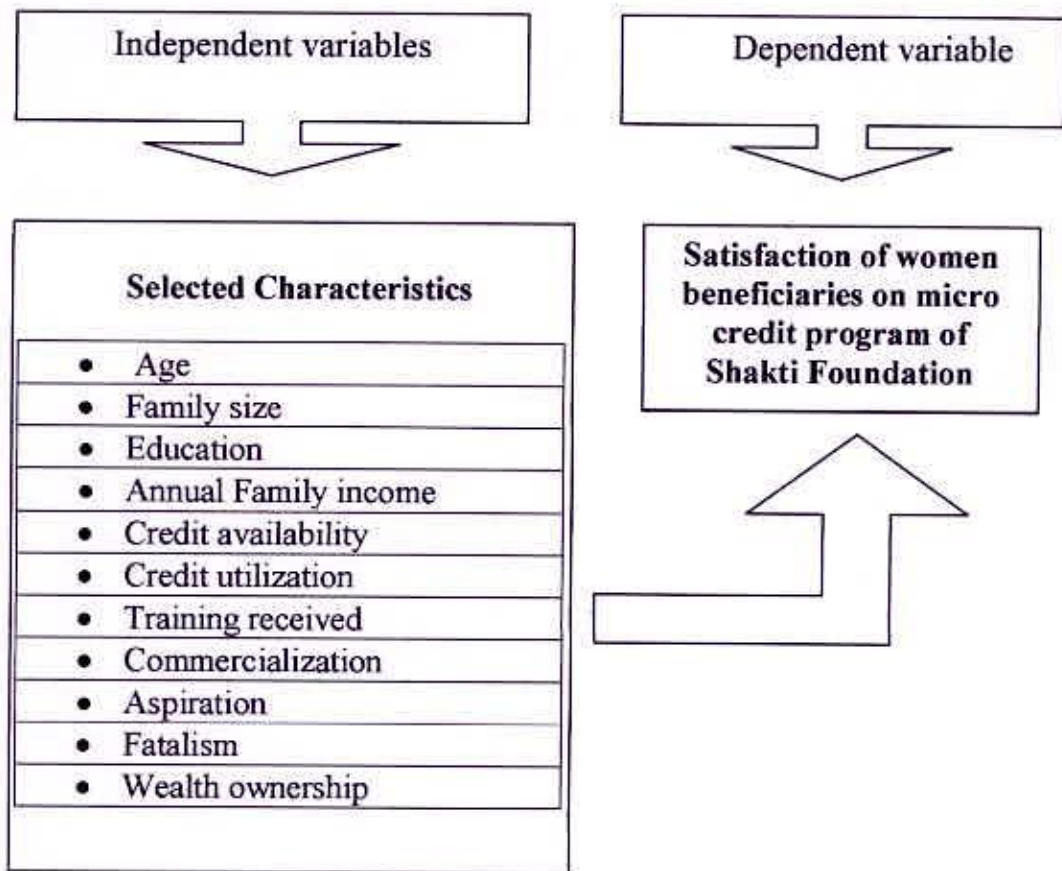 Independent variables
Dependent variable
Selected Characteristics
• Age
• Family size
• Education
• Annual Family income
• Credit availability
• Credit utilization
• Training received
• Commercialization
• Aspiration
• Fatalism
• Wealth ownership
Satisfaction of women
beneficiaries on micro
credit program of
Shakti Foundation